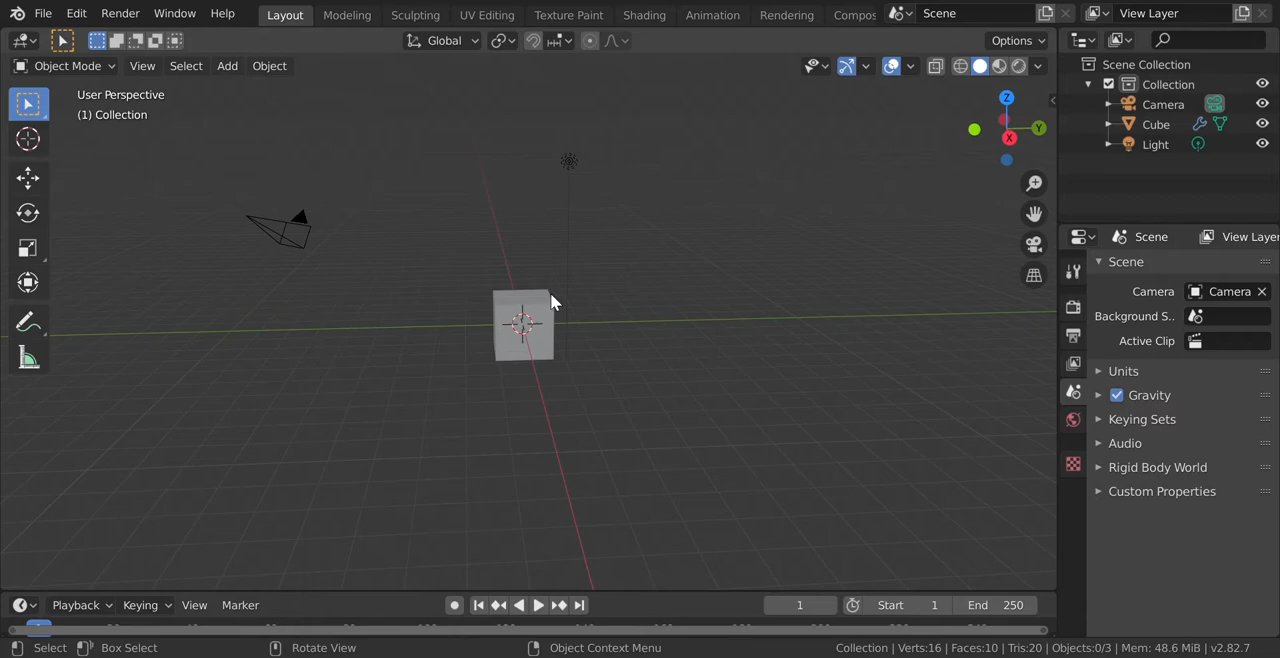 File Edit Render Window Help Layout Modeling Sculpting UV Editing Texture Paint Shading Animation Rendering Compos Scene View Layer
Global Options
Object Mode View Select Add Object
Scene Collection
User Perspective
(1) Collection
Collection
Camera
Cube
Light
Z
Y
X
Scene View Layer
Scene
Camera Camera
Background S..
Active Clip
Units
Gravity
Keying Sets
Audio
Rigid Body World
Custom Properties
Playback Keying View Marker 1 Start 1 End 250
Select Box Select Rotate View Object Context Menu Collection | Verts:16 | Faces:10 | Tris:20 | Objects:0/3 | Mem: 48.6 MiB | v2.82.7